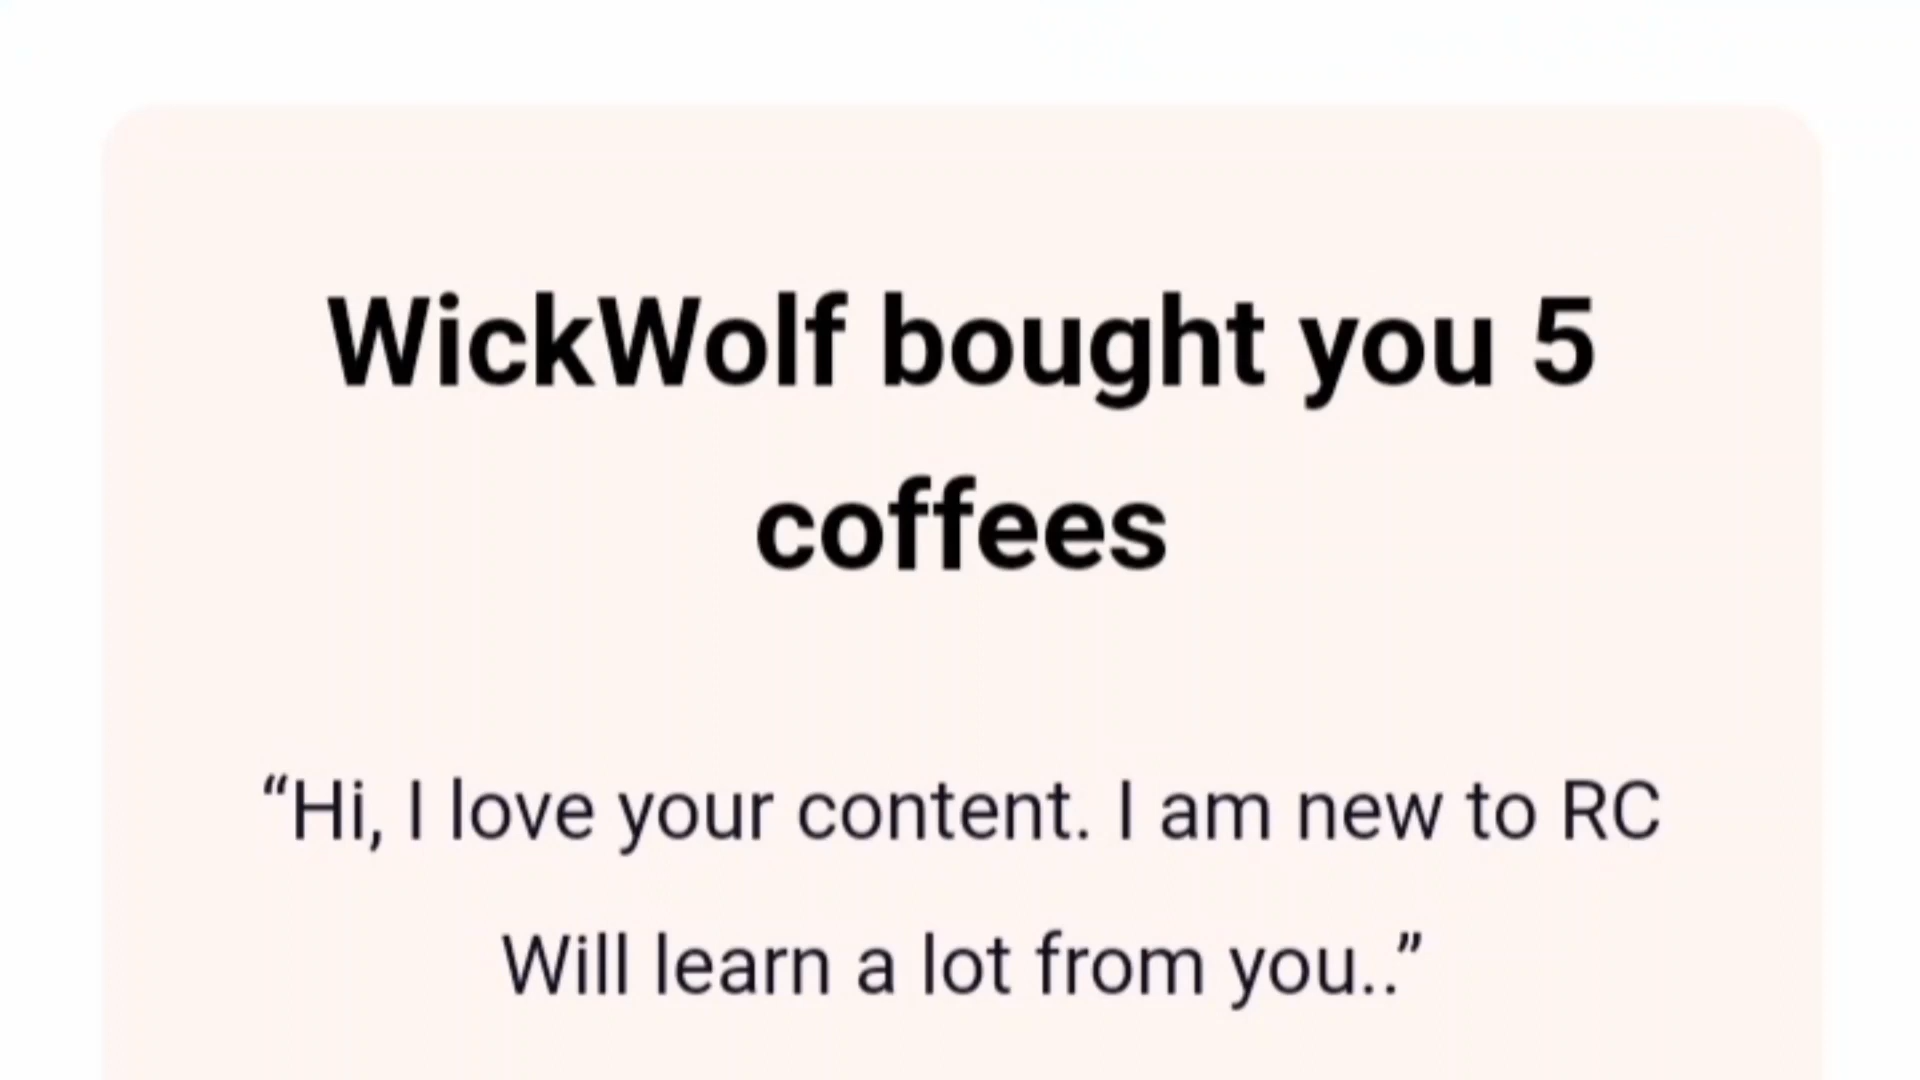 WickWolf bought you 5
coffees
“Hi, I love your content. I am new to RC
Will learn a lot from you..”